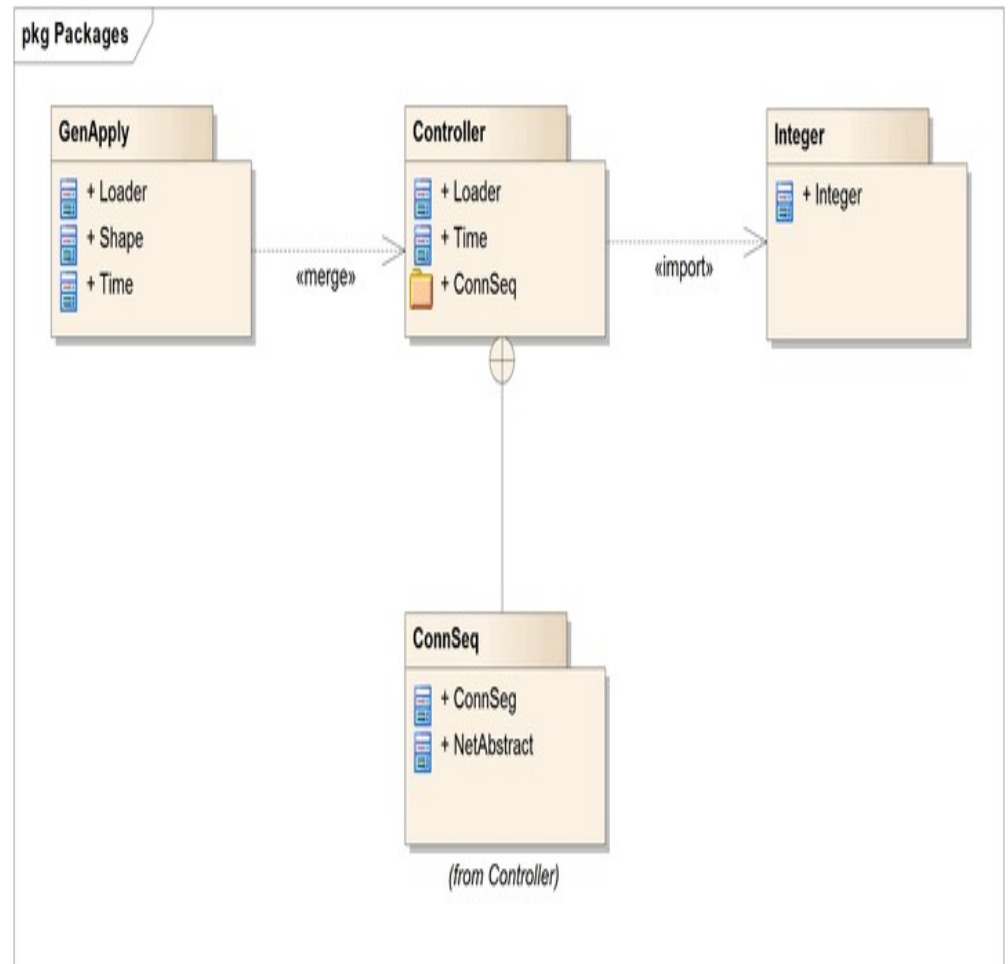 pkg Packages
GenApply
+ Loader
+ Shape
+ Time
«merge»
Controller
+ Loader
+ Time
+ ConnSeq
«import»
Integer
+ Integer
ConnSeq
+ ConnSeg
+ NetAbstract
(from Controller)